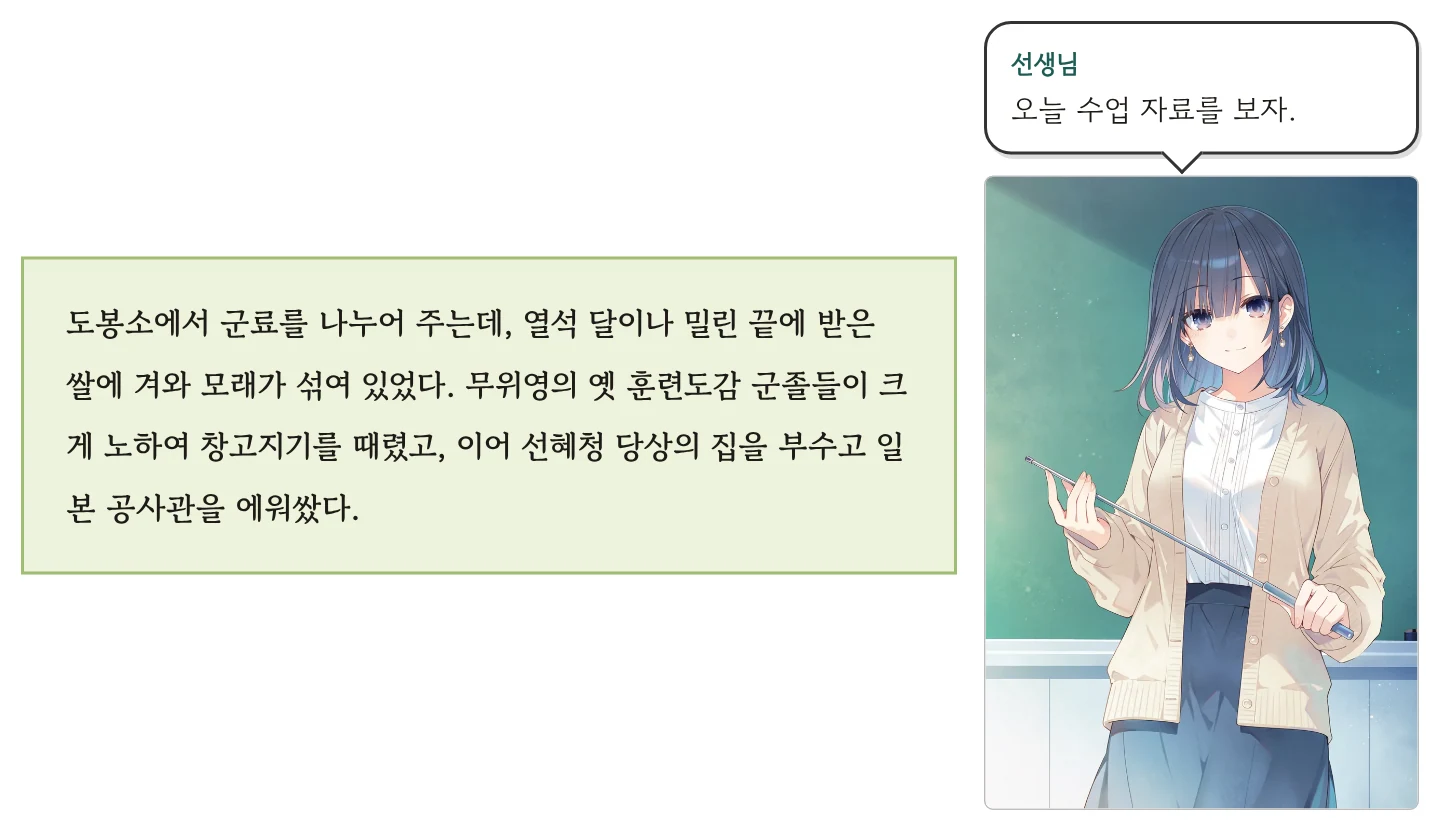 선생님
오늘 수업 자료를 보자.
도봉소에서 군료를 나누어 주는데, 열석 달이나 밀린 끝에 받은
쌀에 겨와 모래가 섞여 있었다. 무위영의 옛 훈련도감 군졸들이 크
게 노하여 창고지기를 때렸고, 이어 선혜청 당상의 집을 부수고 일
본 공사관을 에워쌌다.